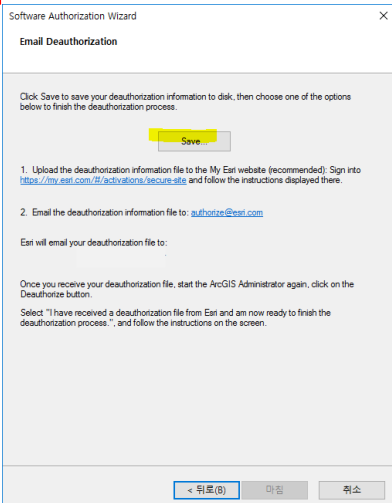 Software Authorization Wizard
Email Deauthorization
Click Save to save your deauthorization information to disk, then choose one of the options
below to finish the deauthorization process.
Save...
1. Upload the deauthorization information file to the My Esri website (recommended): Sign into
https://my.esri.com/#/activations/secure-site and follow the instructions displayed there.
2. Email the deauthorization information file to: authorize@esri.com
Esri will email your deauthorization file to:
Once you receive your deauthorization file, start the ArcGIS Administrator again, click on the
Deauthorize button.
Select "I have received a deauthorization file from Esri and am now ready to finish the
deauthorization process.", and follow the instructions on the screen.
< 뒤로(B) 마침 취소